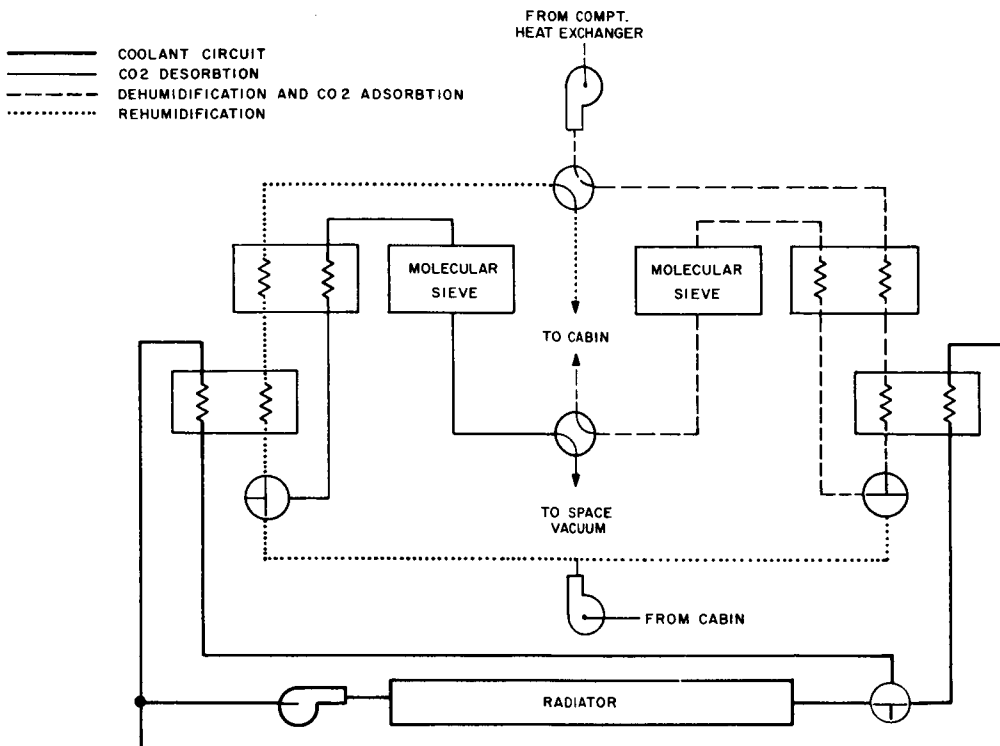 FROM COMPT.
HEAT EXCHANGER
COOLANT CIRCUIT
CO2 DESORBTION
DEHUMIDIFICATION AND CO2 ADSORBTION
REHUMIDIFICATION
MOLECULAR
SIEVE
MOLECULAR
SIEVE
TO CABIN
TO SPACE
VACUUM
FROM CABIN
RADIATOR